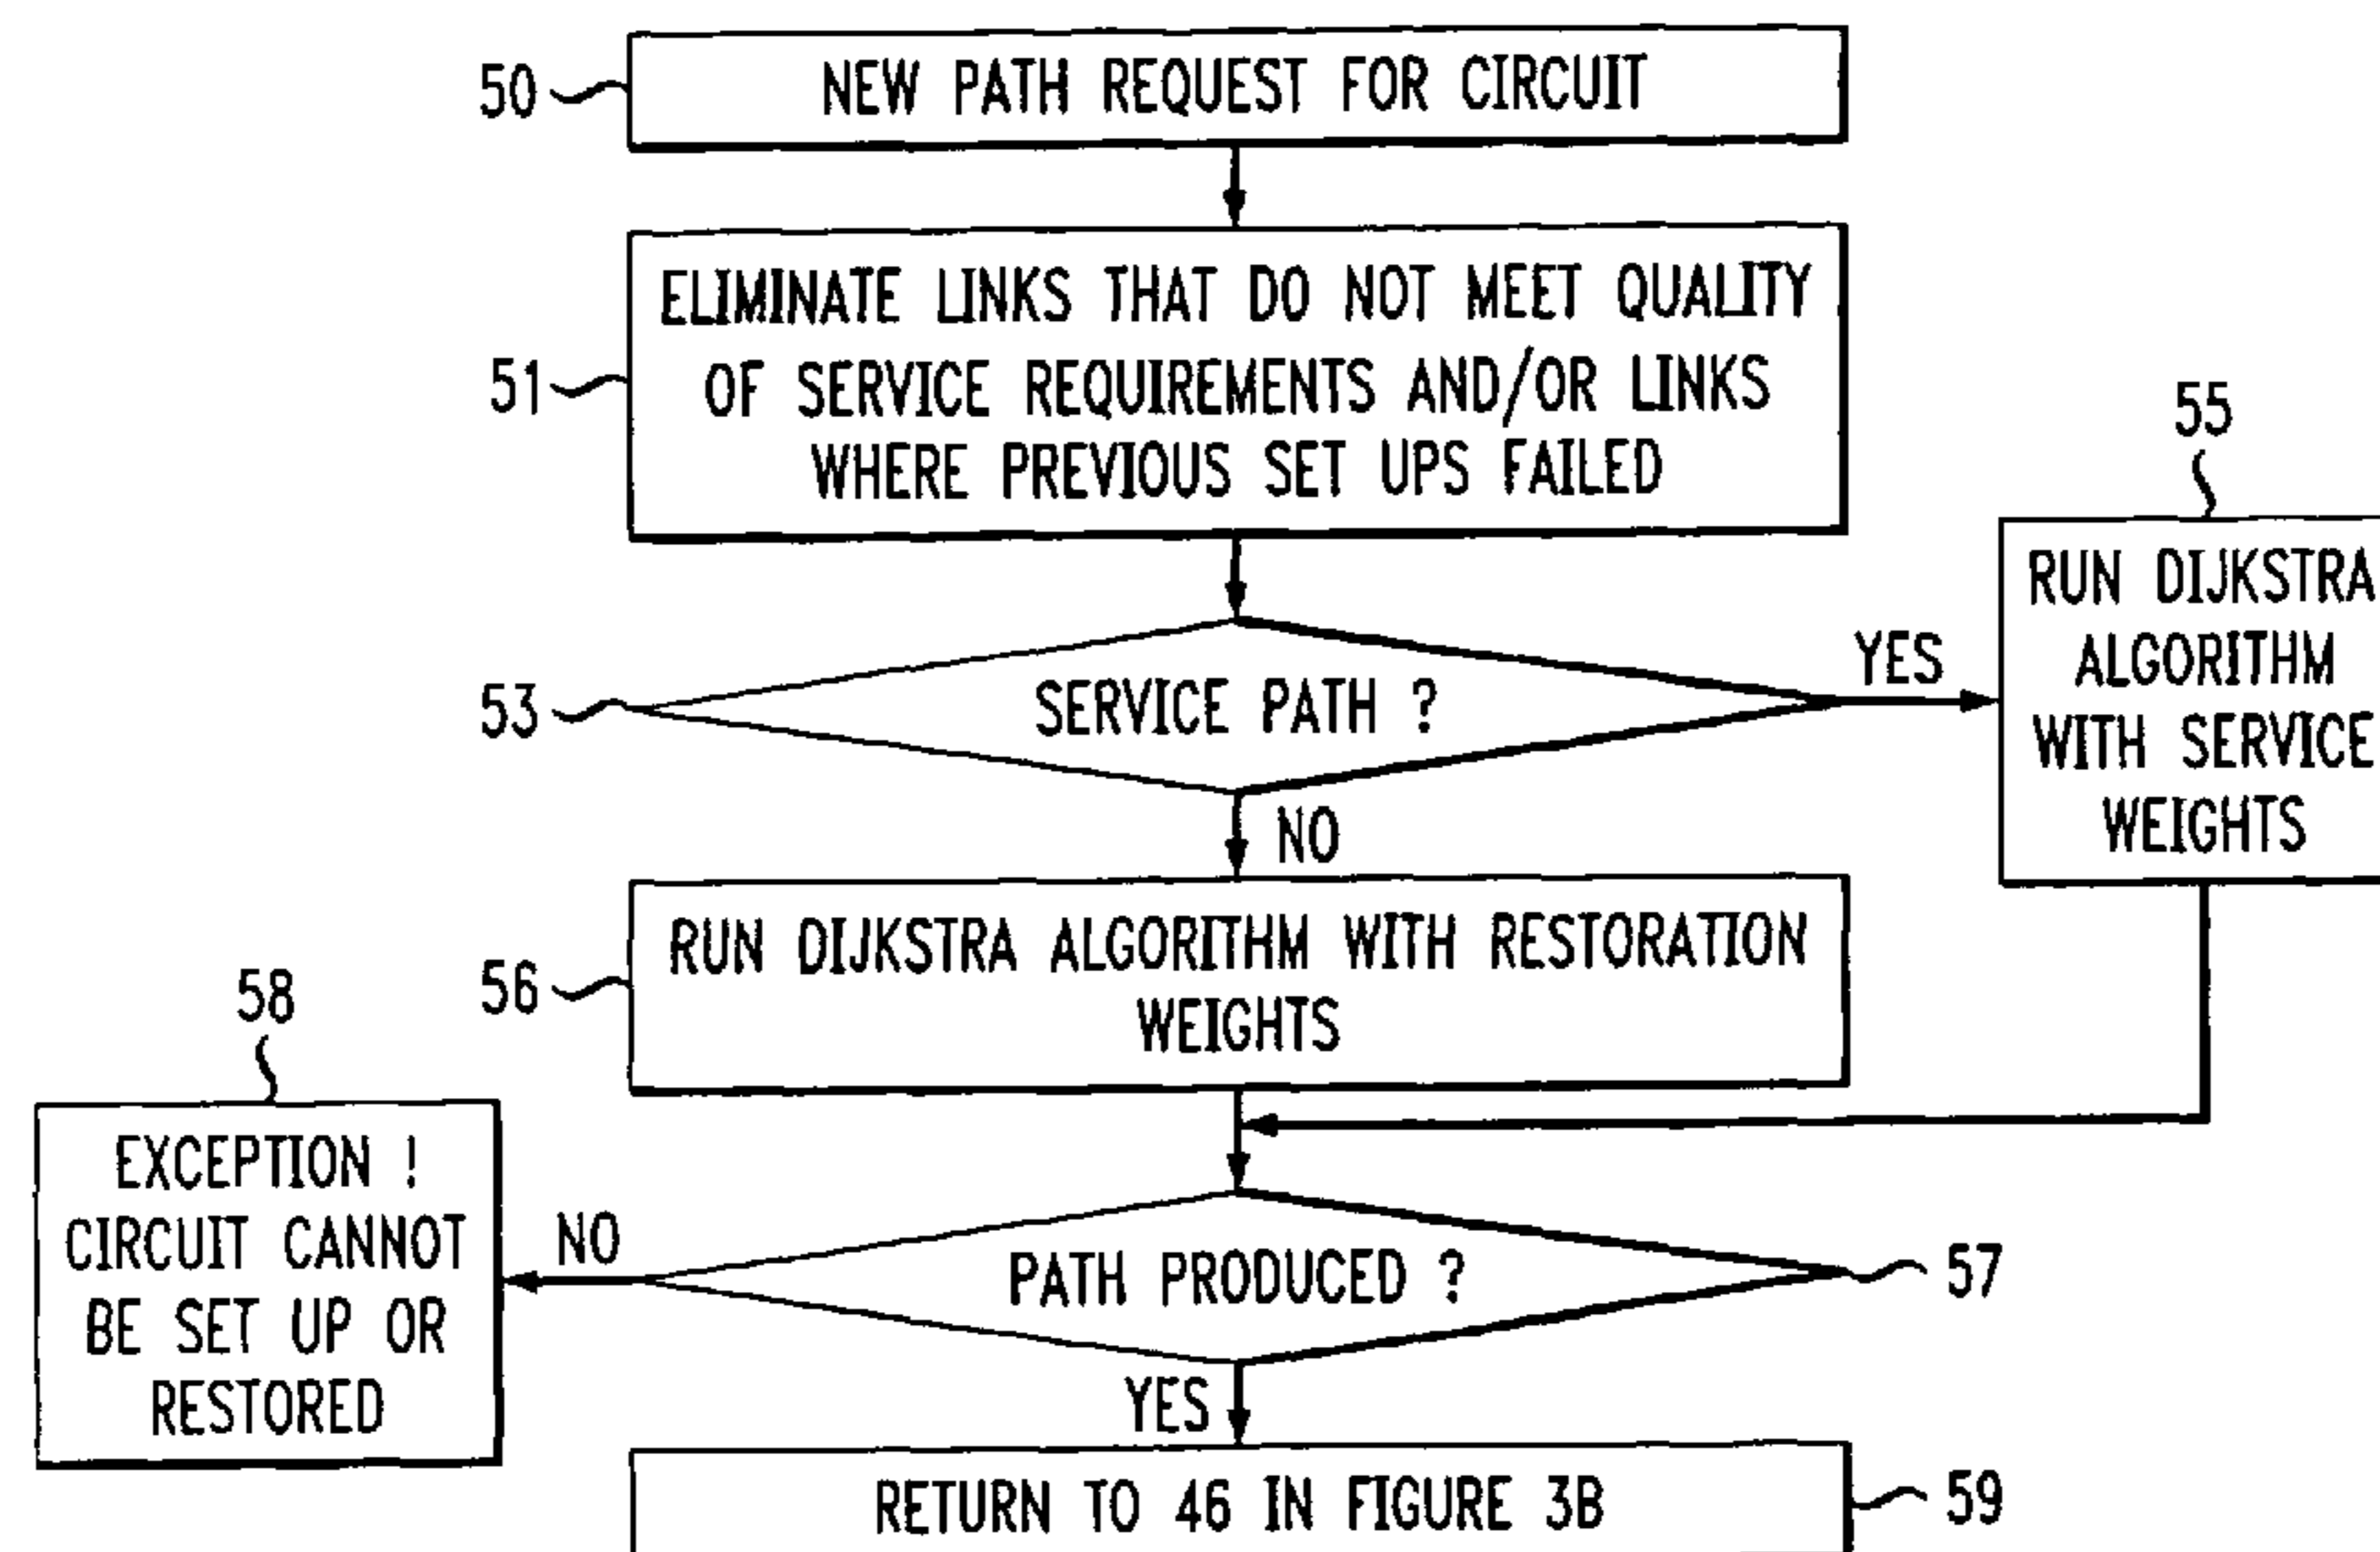 50
NEW PATH REQUEST FOR CIRCUIT
51
ELIMINATE LINKS THAT DO NOT MEET QUALITY
OF SERVICE REQUIREMENTS AND/OR LINKS
WHERE PREVIOUS SET UPS FAILED
53
SERVICE PATH ?
YES
55
RUN DIJKSTRA
ALGORITHM
WITH SERVICE
WEIGHTS
NO
56
RUN DIJKSTRA ALGORITHM WITH RESTORATION
WEIGHTS
57
PATH PRODUCED ?
NO
58
EXCEPTION !
CIRCUIT CANNOT
BE SET UP OR
RESTORED
YES
RETURN TO 46 IN FIGURE 3B
59